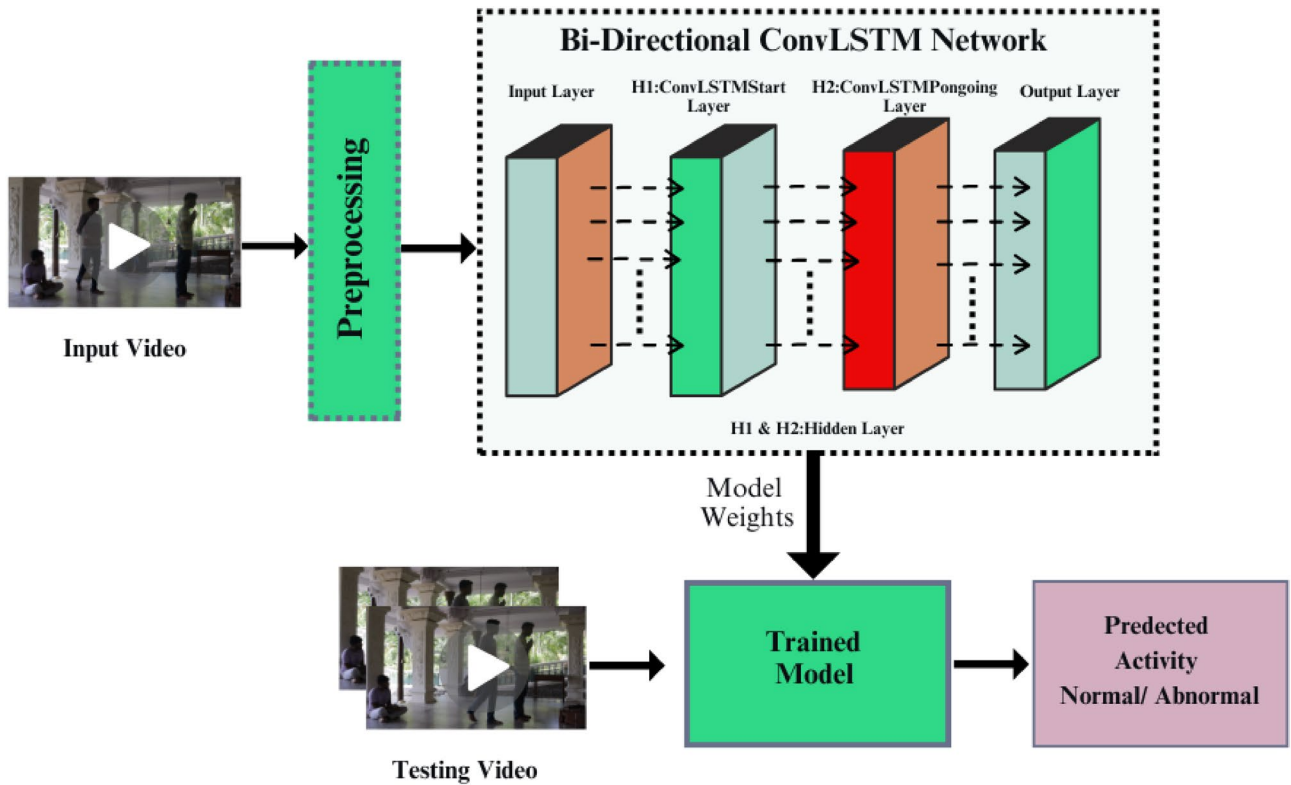 Bi-Directional ConvLSTM Network
Input Layer
H1:ConvLSTMStart
Layer
H2:ConvLSTMPongoing
Layer
Output Layer
Preprocessing
Input Video
H1 & H2:Hidden Layer
Model
Weights
Trained
Model
Predected
Activity
Normal/ Abnormal
Testing Video